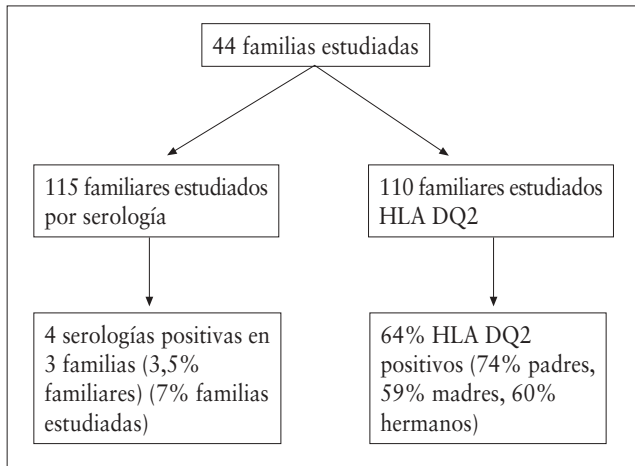 44 familias estudiadas
115 familiares estudiados
por serología
110 familiares estudiados
HLA DQ2
4 serologías positivas en
3 familias (3,5%
familiares) (7% familias
estudiadas)
64% HLA DQ2
positivos (74% padres,
59% madres, 60%
hermanos)